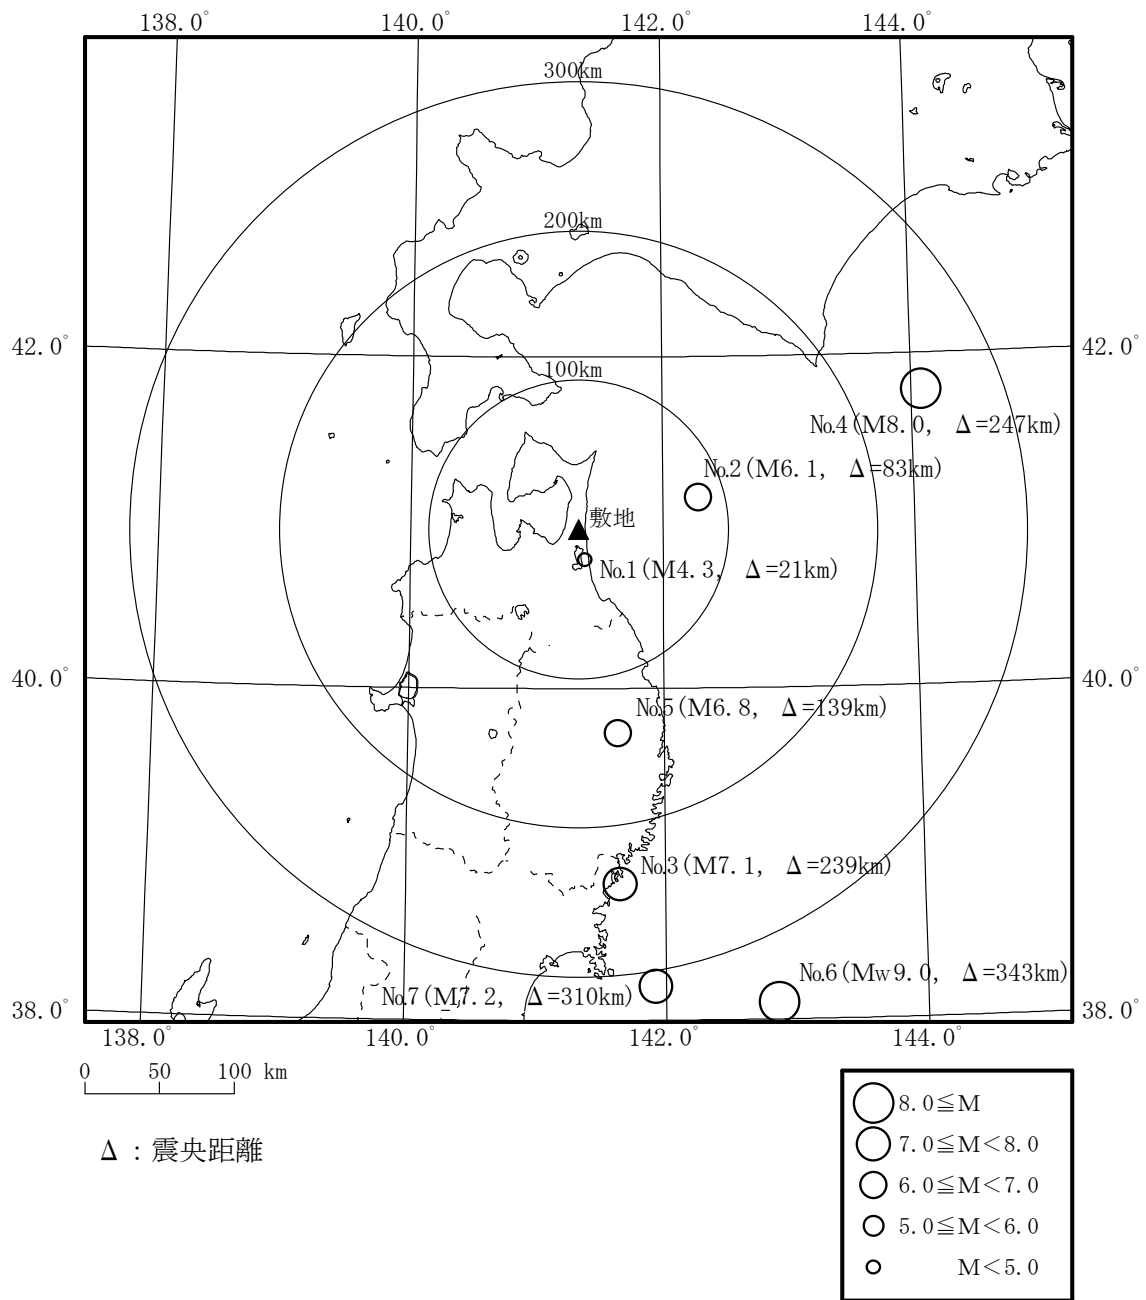 138.0° 140.0° 142.0° 144.0°
300km
200km
42.0° 42.0°
100km
No.4(M8.0, Δ=247km)
No.2(M6.1, Δ=83km)
敷地
No.1(M4.3, Δ=21km)
40.0° 40.0°
No.5(M6.8, Δ=139km)
No.3(M7.1, Δ=239km)
No.6(Mw9.0, Δ=343km)
No.7(M7.2, Δ=310km)
38.0° 38.0°
138.0° 140.0° 142.0° 144.0°
0 50 100 km
Δ：震央距離
8.0≦M
7.0≦M<8.0
6.0≦M<7.0
5.0≦M<6.0
M<5.0